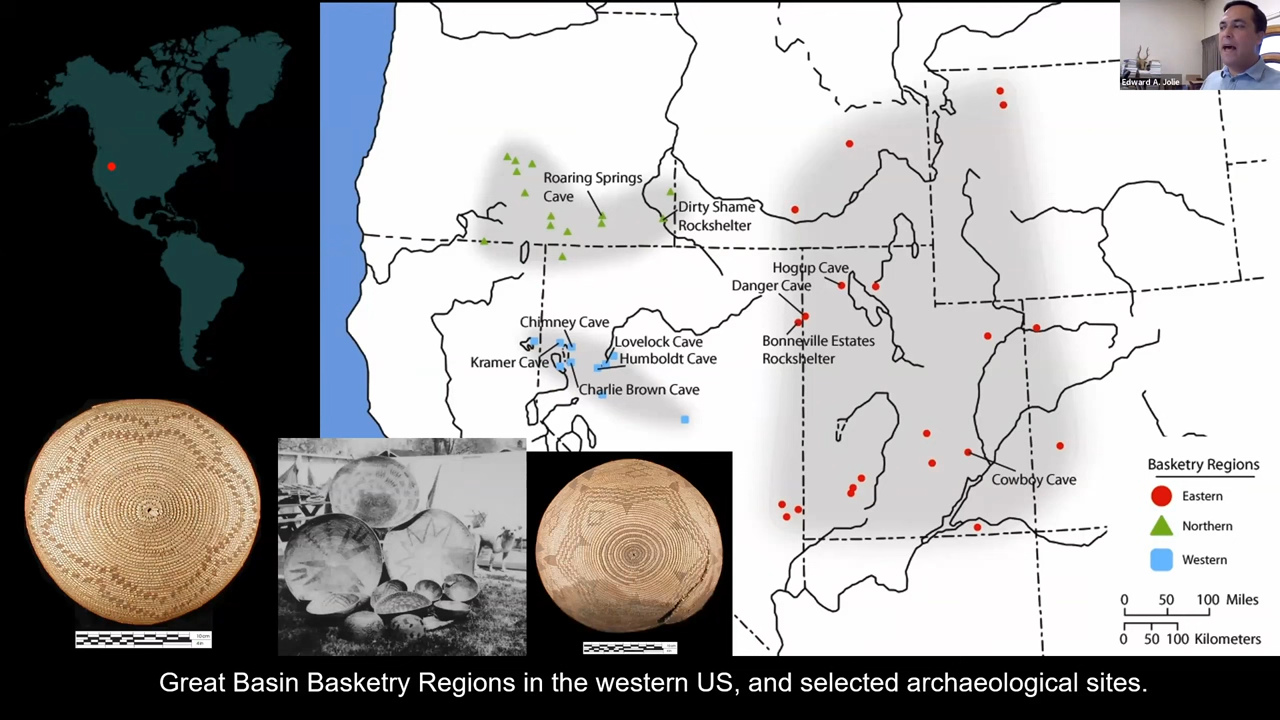 Edward A. Jolie
Roaring Springs
Cave
Dirty Shame
Rockshelter
Hogup Cave
Danger Cave
Chimney Cave
Lovelock Cave
Bonneville Estates
Rockshelter
Kramer Cave
Humboldt Cave
Charlie Brown Cave
Cowboy Cave
Basketry Regions
Eastern
Northern
Western
0 50 100 Miles
0 50 100 Kilometers
10cm
Great Basin Basketry Regions in the western US, and selected archaeological sites.